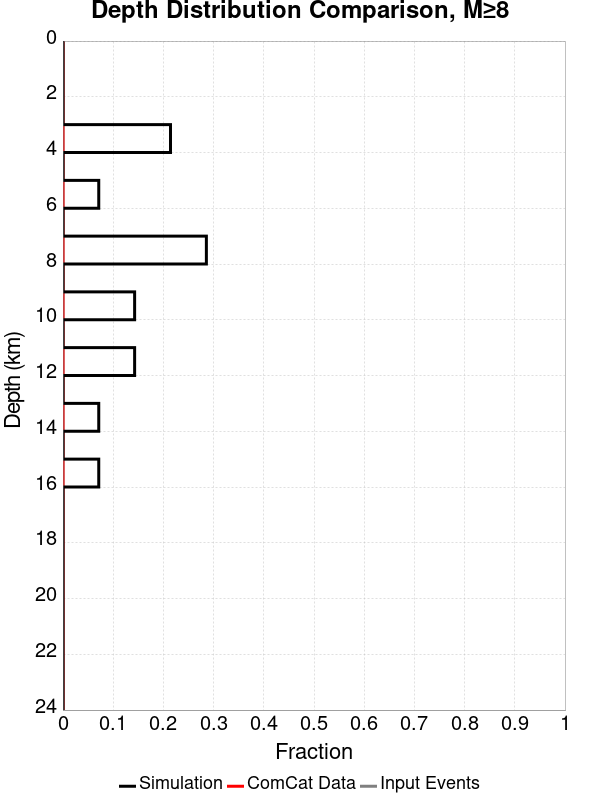 Depth Distribution Comparison, M≥8
0
2
4
6
8
10
12
14
16
18
20
22
24
Depth (km)
0 0.1 0.2 0.3 0.4 0.5 0.6 0.7 0.8 0.9 1
Fraction
Simulation ComCat Data Input Events